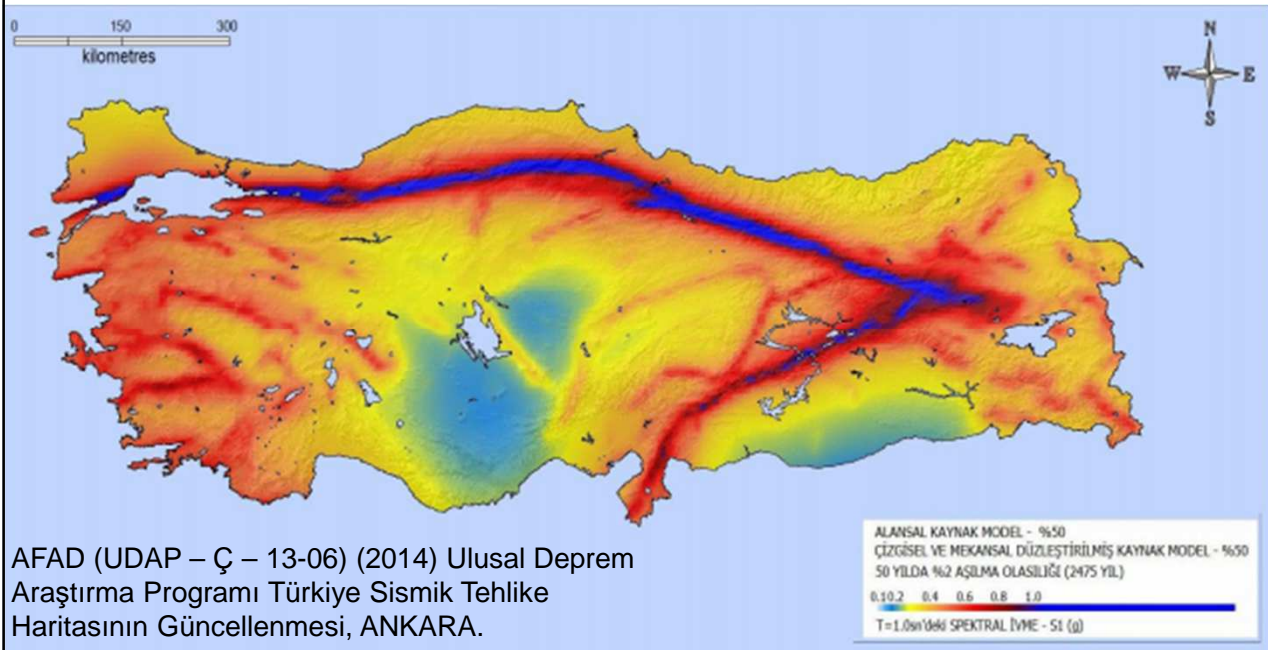 0 150 300
kilometres
N
W E
S
AFAD (UDAP – Ç – 13-06) (2014) Ulusal Deprem
Araştırma Programı Türkiye Sismik Tehlike
Haritasının Güncellenmesi, ANKARA.
ALANSAL KAYNAK MODEL - %50
ÇİZGİSEL VE MEKANSAL DÜZLEŞTİRİLMİŞ KAYNAK MODEL - %50
50 YILDA %2 AŞILMA OLASILIĞI (2475 YIL)
0.1 0.2 0.4 0.6 0.8 1.0
T=1.0sn'deki SPEKTRAL İVME - S1 (g)